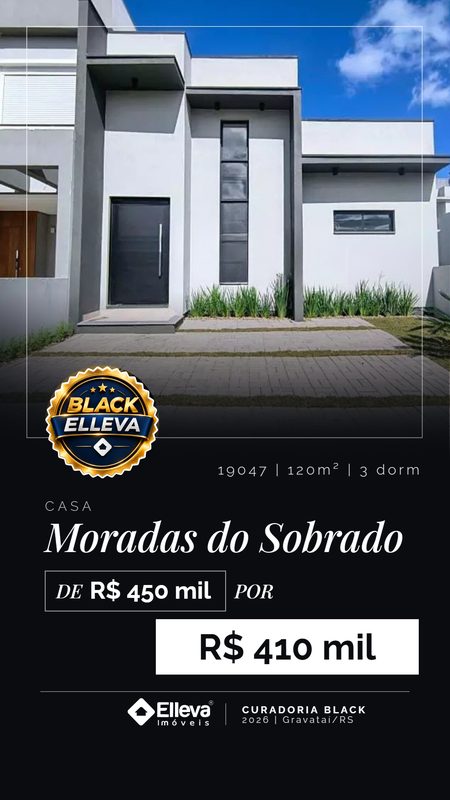 BLACK
ELLEVA
19047 | 120m² | 3 dorm
CASA
Moradas do Sobrado
DE R$ 450 mil POR
R$ 410 mil
Elleva® Imóveis | CURADORIA BLACK
2026 | Gravataí/RS